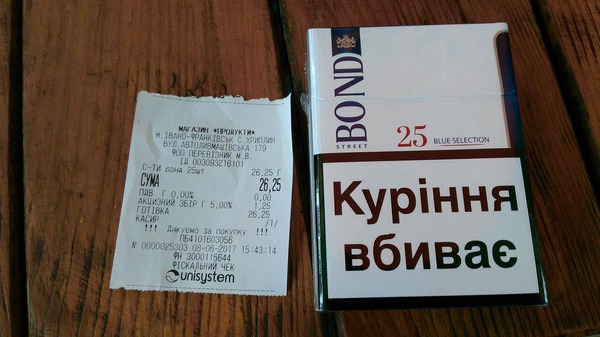 МАГАЗИН *ПРОДУКТИ*
М.ІВАНО-ФРАНКІВСЬК С.ХРИПЛИН
ВУЛ.АВТОЛИВМАШІВСЬКА 179
ФОП ПЕРЕВІЗНИК М.В.
ІД 003093216101
С-ТИ бонд 25шт 26,25 Г
СУМА 26,25
ПДВ Г 0,00% 0,00
АКЦИЗНИЙ ЗБІР Г 5,00% 1,25
ГОТІВКА 26,25
КАСИР /1/
!!! Дякуємо за покупку !!!
ПБ4101603056
N 0000025303 08-06-2017 15:43:14
ФН 3000115644
ФІСКАЛЬНИЙ ЧЕК
unisystem
BOND
STREET
25 BLUE SELECTION
Куріння
вбиває